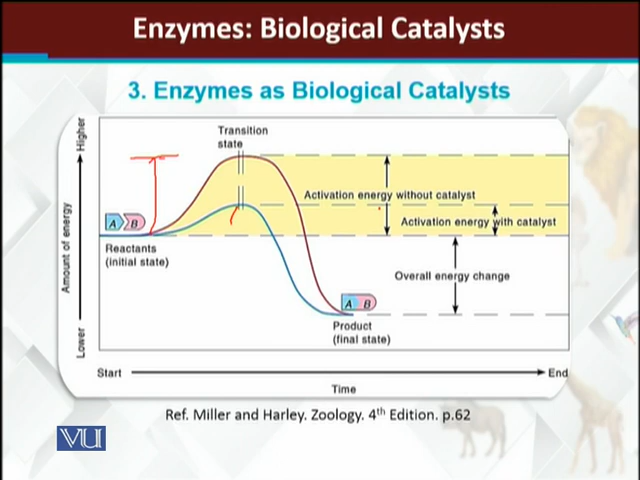 Enzymes: Biological Catalysts
3. Enzymes as Biological Catalysts
Higher
Amount of energy
Lower
Transition
state
Activation energy without catalyst
Activation energy with catalyst
A B
Reactants
(initial state)
Overall energy change
A B
Product
(final state)
Start
End
Time
Ref. Miller and Harley. Zoology. 4th Edition. p.62
VU